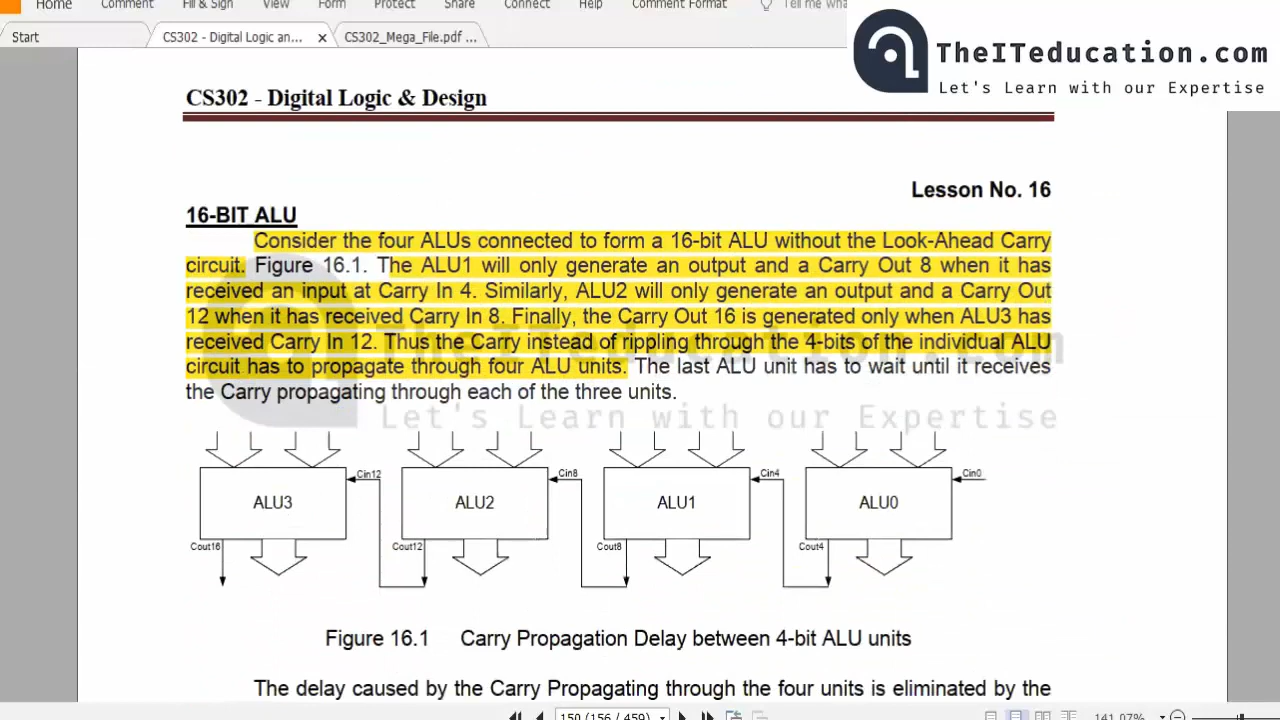 Home Comment Fill & Sign View Form Protect Share Connect Help Comment Format Tell me wha
Start CS302 - Digital Logic an... x CS302_Mega_File.pdf ...
TheITeducation.com
Let's Learn with our Expertise
CS302 - Digital Logic & Design
Lesson No. 16
16-BIT ALU
Consider the four ALUs connected to form a 16-bit ALU without the Look-Ahead Carry
circuit. Figure 16.1. The ALU1 will only generate an output and a Carry Out 8 when it has
received an input at Carry In 4. Similarly, ALU2 will only generate an output and a Carry Out
12 when it has received Carry In 8. Finally, the Carry Out 16 is generated only when ALU3 has
received Carry In 12. Thus the Carry instead of rippling through the 4-bits of the individual ALU
circuit has to propagate through four ALU units. The last ALU unit has to wait until it receives
the Carry propagating through each of the three units.
TheITeducation.com
Let's Learn with our Expertise
Cin12 Cin8 Cin4 Cin0
ALU3 ALU2 ALU1 ALU0
Cout16 Cout12 Cout8 Cout4
Figure 16.1 Carry Propagation Delay between 4-bit ALU units
The delay caused by the Carry Propagating through the four units is eliminated by the
150 (156 / 459) 141.07%